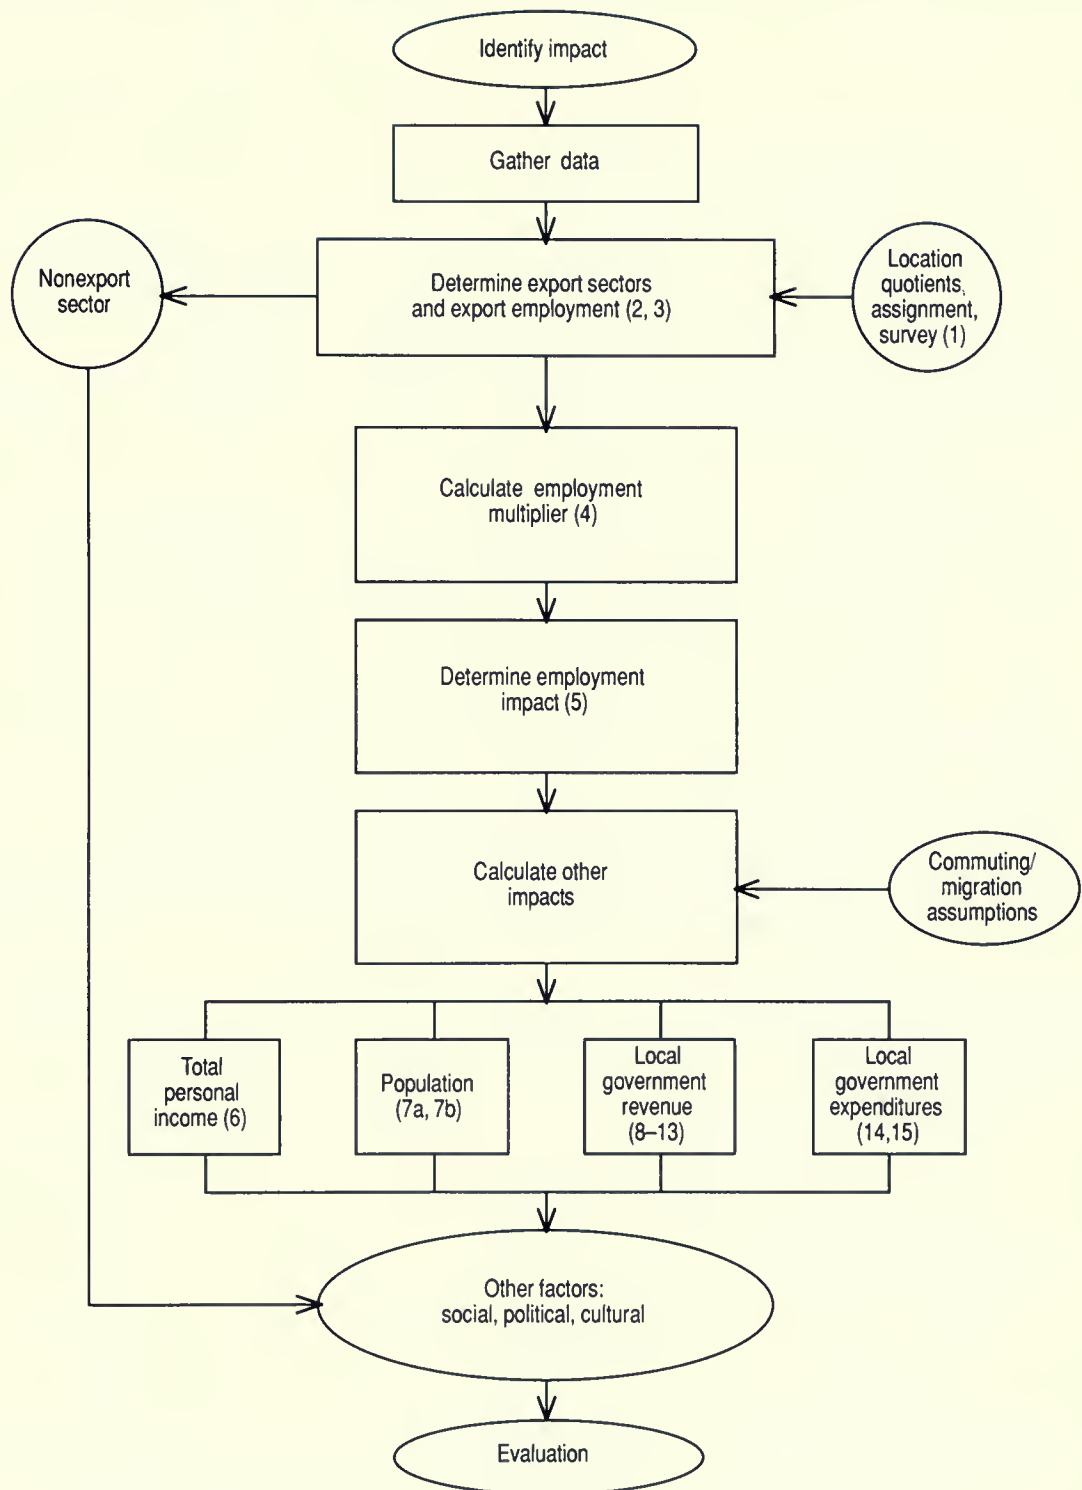 Identify impact
Gather data
Nonexport
sector
Determine export sectors
and export employment (2, 3)
Location
quotients,
assignment,
survey (1)
Calculate employment
multiplier (4)
Determine employment
impact (5)
Calculate other
impacts
Commuting/
migration
assumptions
Total
personal
income (6)
Population
(7a, 7b)
Local
government
revenue
(8–13)
Local
government
expenditures
(14,15)
Other factors:
social, political, cultural
Evaluation